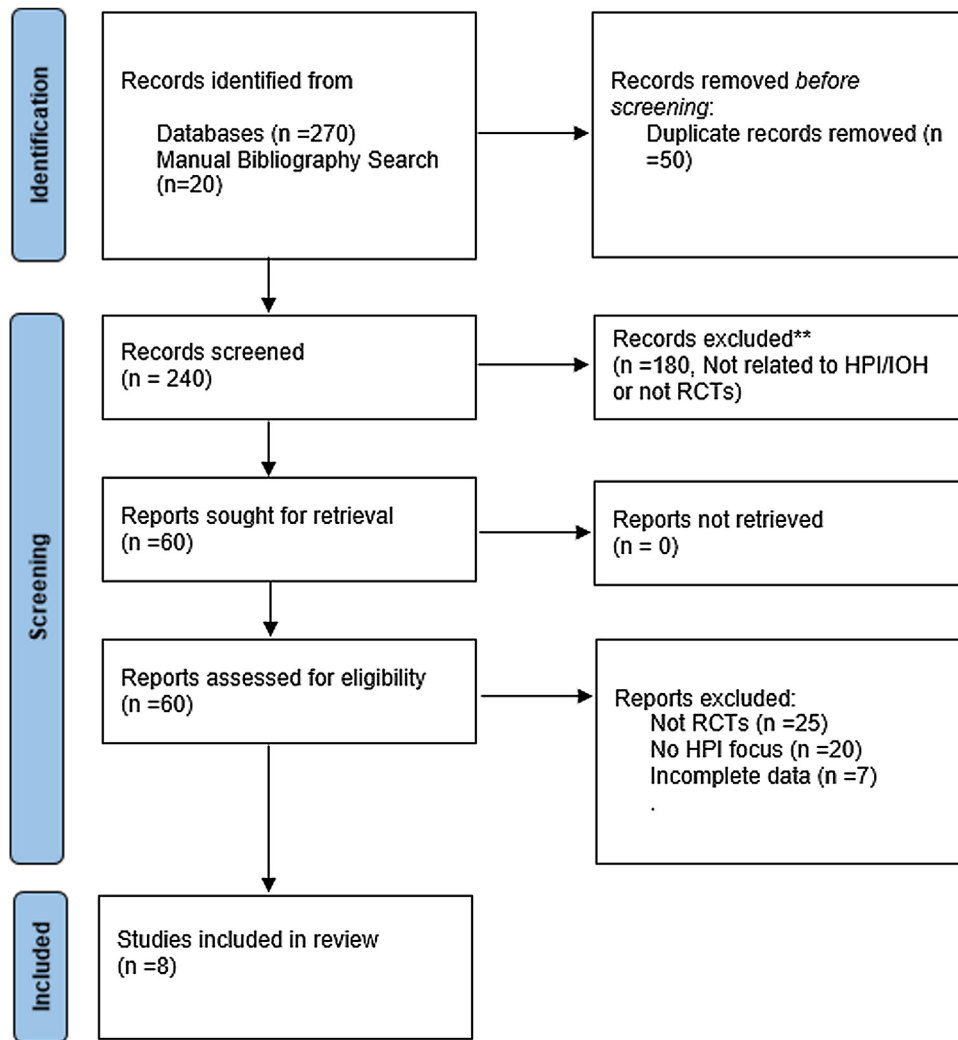 Identification
Records identified from
Databases (n =270)
Manual Bibliography Search
(n=20)
Records removed before
screening:
Duplicate records removed (n
=50)
Screening
Records screened
(n = 240)
Records excluded**
(n =180, Not related to HPI/IOH
or not RCTs)
Reports sought for retrieval
(n =60)
Reports not retrieved
(n = 0)
Reports assessed for eligibility
(n =60)
Reports excluded:
Not RCTs (n =25)
No HPI focus (n =20)
Incomplete data (n =7)
.
Included
Studies included in review
(n =8)